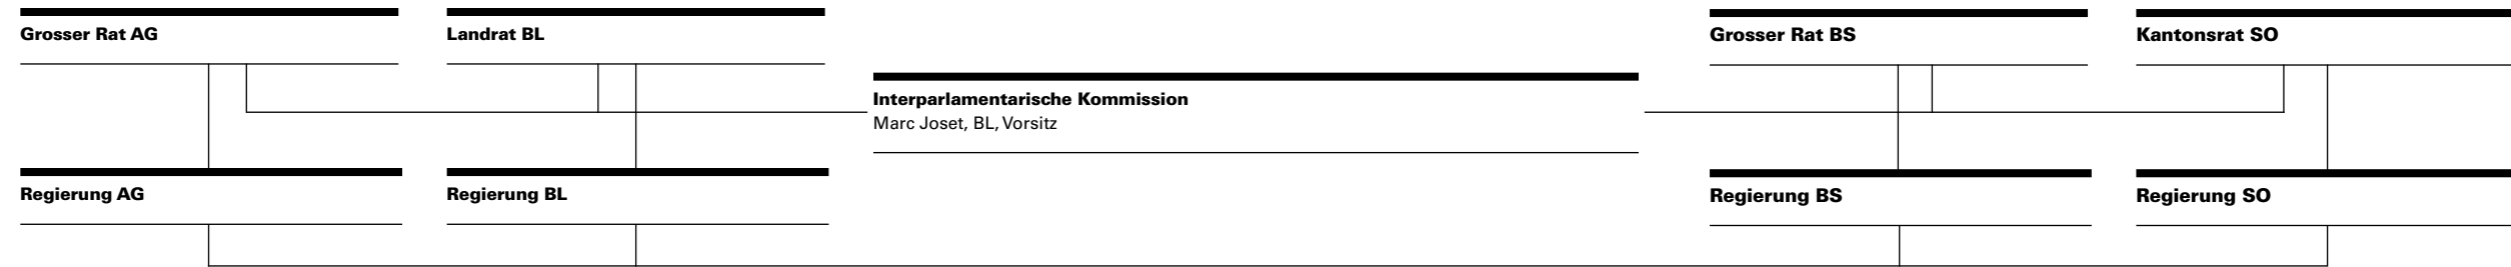 Grosser Rat AG
Landrat BL
Grosser Rat BS
Kantonsrat SO
Interparlamentarische Kommission
Marc Joset, BL, Vorsitz
Regierung AG
Regierung BL
Regierung BS
Regierung SO